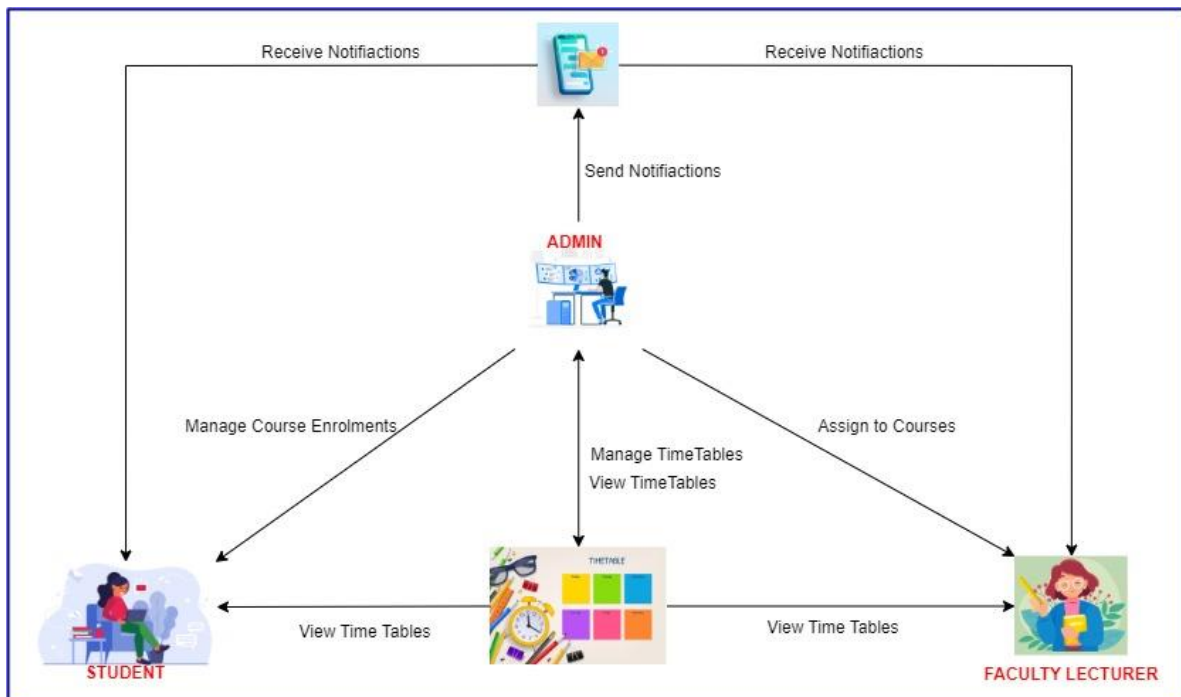 Receive Notifiactions
Receive Notifiactions
Send Notifiactions
ADMIN
Manage Course Enrolments
Assign to Courses
Manage TimeTables
View TimeTables
TIMETABLE
View Time Tables
View Time Tables
STUDENT
FACULTY LECTURER